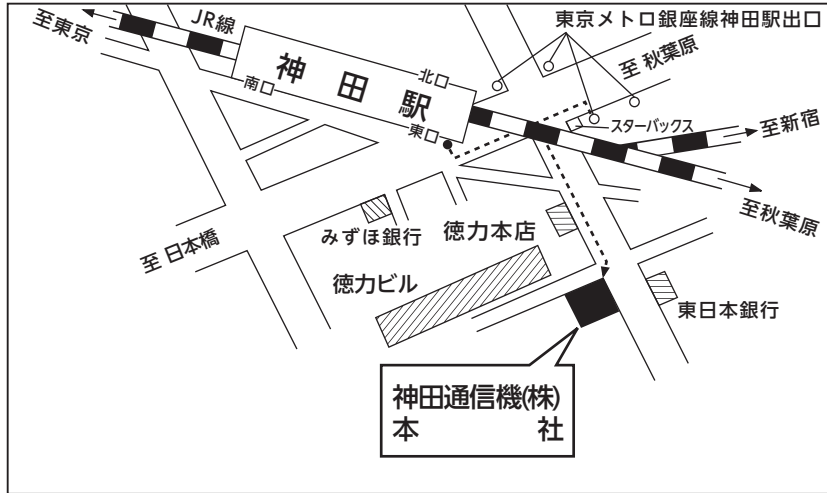 JR線
至東京
東京メトロ銀座線神田駅出口
至 秋葉原
神田駅
北口
南口
東口
スターバックス
至新宿
至秋葉原
至 日本橋
みずほ銀行
徳力本店
徳力ビル
東日本銀行
神田通信機(株)
本　　社